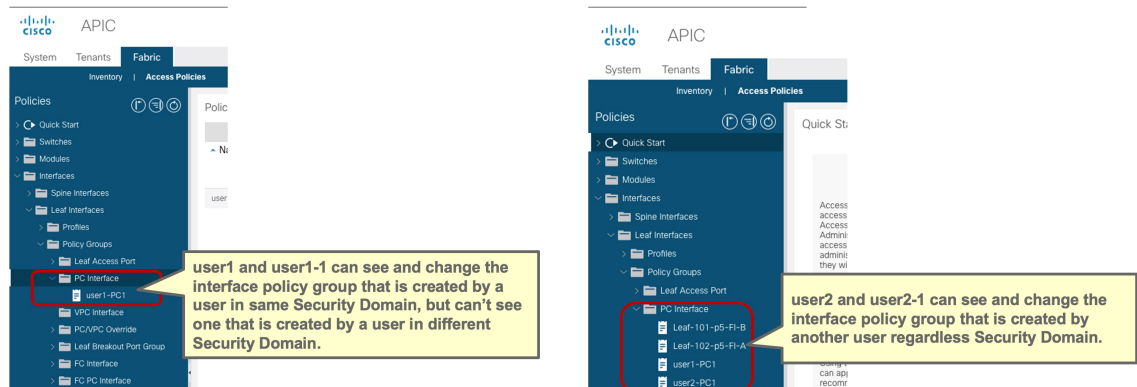 cisco APIC
System Tenants Fabric
Inventory | Access Policies
Policies
Quick Start
Switches
Modules
Interfaces
Spine Interfaces
Leaf Interfaces
Profiles
Policy Groups
Leaf Access Port
PC Interface
user1-PC1
VPC Interface
PC/VPC Override
Leaf Breakout Port Group
FC Interface
FC PC Interface
Polic
user
user1 and user1-1 can see and change the
interface policy group that is created by a
user in same Security Domain, but can't see
one that is created by a user in different
Security Domain.
cisco APIC
System Tenants Fabric
Inventory | Access Policies
Policies
Quick Start
Switches
Modules
Interfaces
Spine Interfaces
Leaf Interfaces
Profiles
Policy Groups
Leaf Access Port
PC Interface
Leaf-101-p5-FI-B
Leaf-102-p5-FI-A
user1-PC1
user2-PC1
Quick Sta
Access
access
Access
Adminis
access
adminis
they wi
can app
recomm
user2 and user2-1 can see and change the
interface policy group that is created by
another user regardless Security Domain.